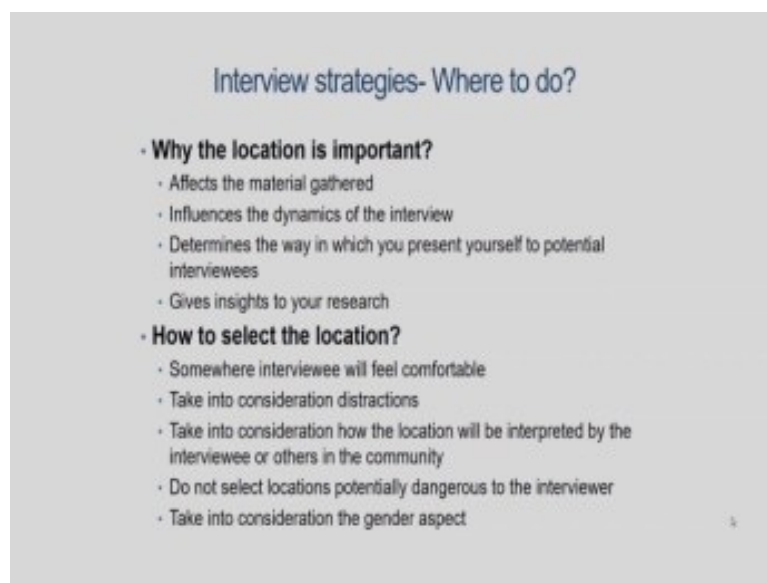 Interview strategies- Where to do?
· Why the location is important?
· Affects the material gathered
· Influences the dynamics of the interview
· Determines the way in which you present yourself to potential
interviewees
· Gives insights to your research
· How to select the location?
· Somewhere interviewee will feel comfortable
· Take into consideration distractions
· Take into consideration how the location will be interpreted by the
interviewee or others in the community
· Do not select locations potentially dangerous to the interviewer
· Take into consideration the gender aspect